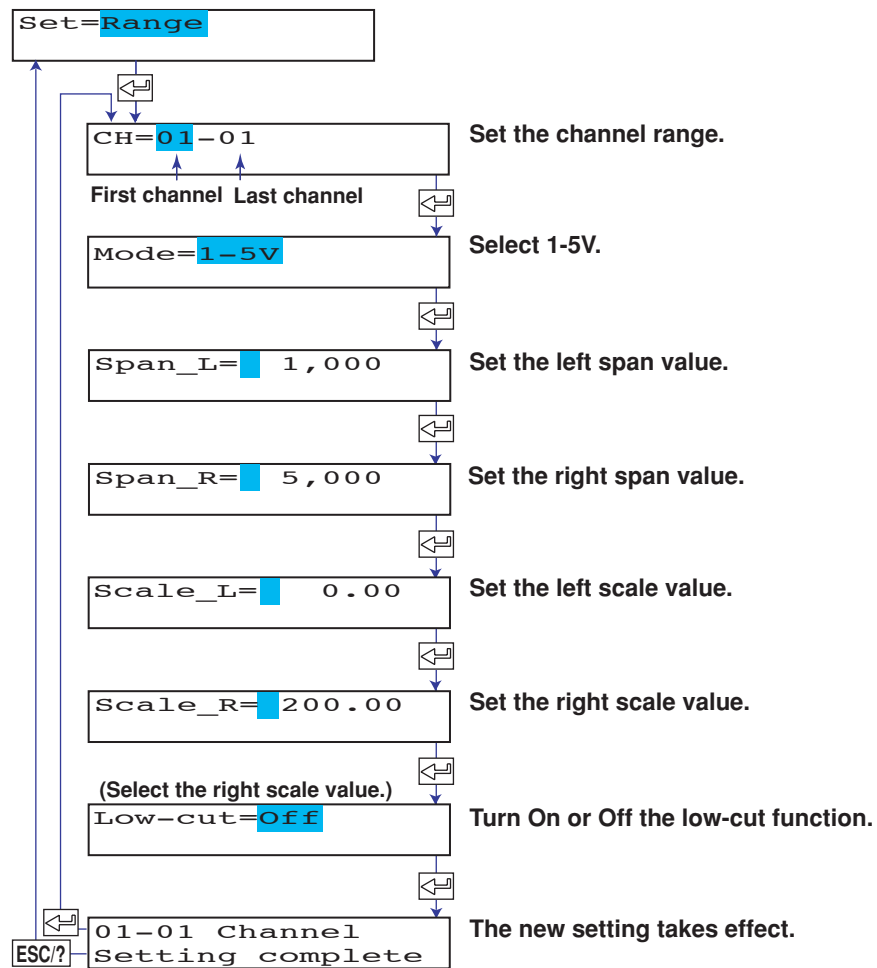 Set=Range
CH=01-01
Set the channel range.
First channel Last channel
Mode=1-5V
Select 1-5V.
Span_L= 1,000
Set the left span value.
Span_R= 5,000
Set the right span value.
Scale_L= 0.00
Set the left scale value.
Scale_R= 200.00
Set the right scale value.
(Select the right scale value.)
Low-cut=Off
Turn On or Off the low-cut function.
01-01 Channel
Setting complete
The new setting takes effect.
ESC/?